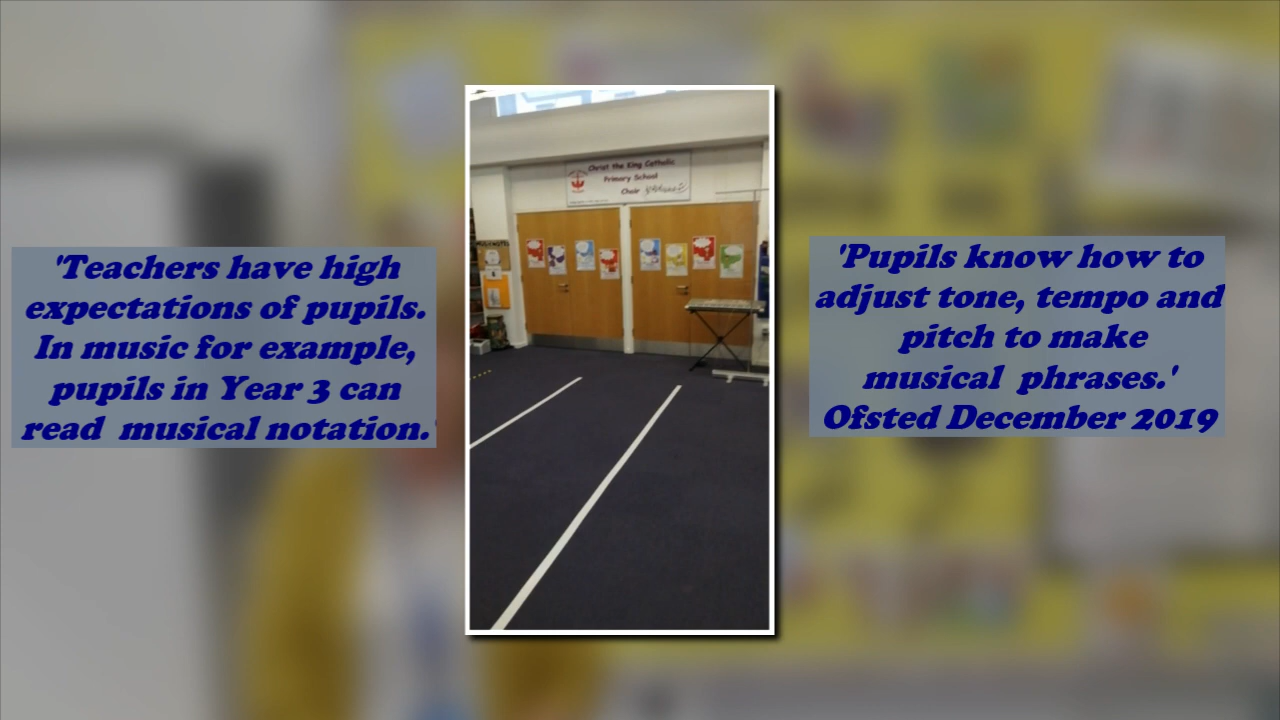 'Teachers have high
expectations of pupils.
In music for example,
pupils in Year 3 can
read musical notation.'
Christ the King Catholic
Primary School
Choir
'Pupils know how to
adjust tone, tempo and
pitch to make
musical phrases.'
Ofsted December 2019